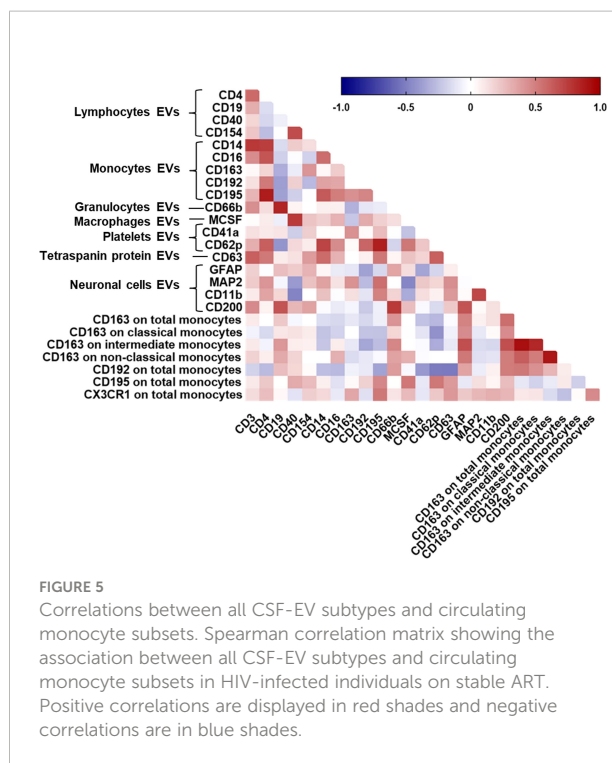 -1.0 -0.5 0 0.5 1.0
CD4
CD19
Lymphocytes EVs
CD40
CD154
CD14
CD16
Monocytes EVs
CD163
CD192
CD195
Granulocytes EVs CD66b
Macrophages EVs MCSF
Platelets EVs
CD41a
CD62p
Tetraspanin protein EVs CD63
GFAP
Neuronal cells EVs
MAP2
CD11b
CD200
CD163 on total monocytes
CD163 on classical monocytes
CD163 on intermediate monocytes
CD163 on non-classical monocytes
CD192 on total monocytes
CD195 on total monocytes
CX3CR1 on total monocytes
CD3
CD4
CD19
CD40
CD154
CD14
CD16
CD163
CD192
CD195
CD66b
MCSF
CD41a
CD62p
CD63
GFAP
MAP2
CD11b
CD200
CD163 on total monocytes
CD163 on classical monocytes
CD163 on intermediate monocytes
CD163 on non-classical monocytes
CD192 on total monocytes
CD195 on total monocytes
FIGURE 5
Correlations between all CSF-EV subtypes and circulating
monocyte subsets. Spearman correlation matrix showing the
association between all CSF-EV subtypes and circulating
monocyte subsets in HIV-infected individuals on stable ART.
Positive correlations are displayed in red shades and negative
correlations are in blue shades.